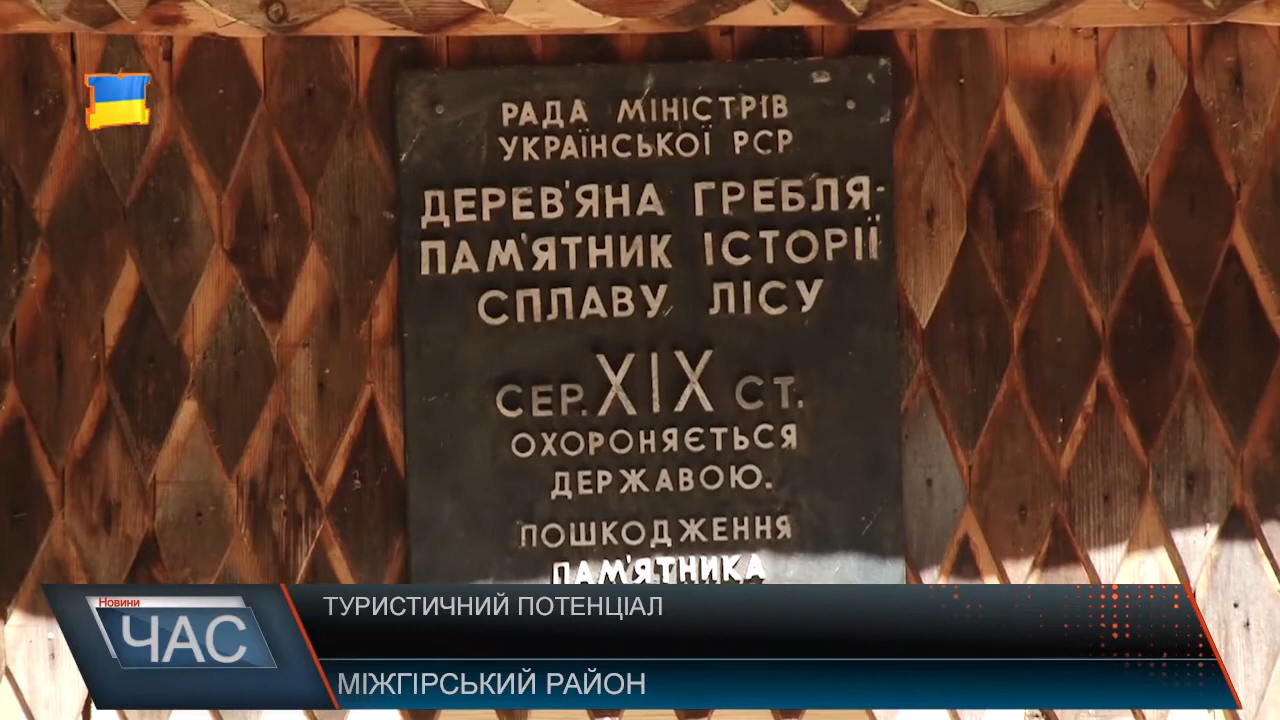 РАДА МІНІСТРІВ
УКРАЇНСЬКОЇ РСР
ДЕРЕВ'ЯНА ГРЕБЛЯ-
ПАМ'ЯТНИК ІСТОРІЇ
СПЛАВУ ЛІСУ
СЕР. ХІХ СТ.
ОХОРОНЯЄТЬСЯ
ДЕРЖАВОЮ.
ПОШКОДЖЕННЯ
ПАМ'ЯТНИКА
Новини
ЧАС
ТУРИСТИЧНИЙ ПОТЕНЦІАЛ
МІЖГІРСЬКИЙ РАЙОН